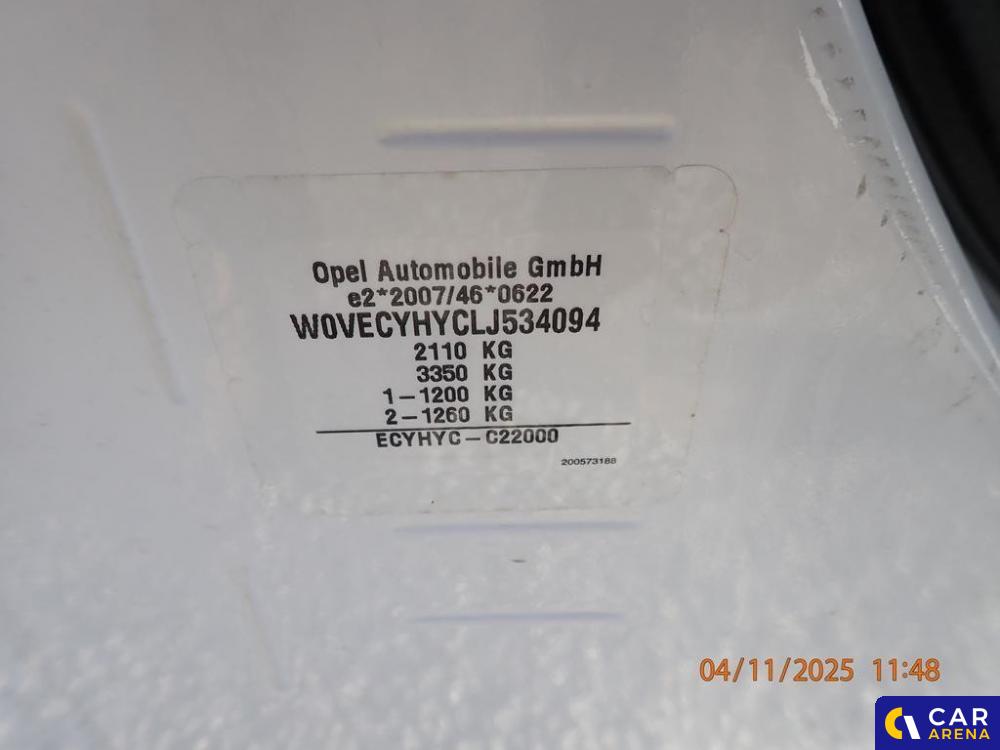 Opel Automobile GmbH
e2*2007/46*0622
W0VECYHYCLJ534094
2110 KG
3350 KG
1-1200 KG
2-1260 KG
ECYHYC-C22000
200573188
04/11/2025 11:48
CAR
ARENA